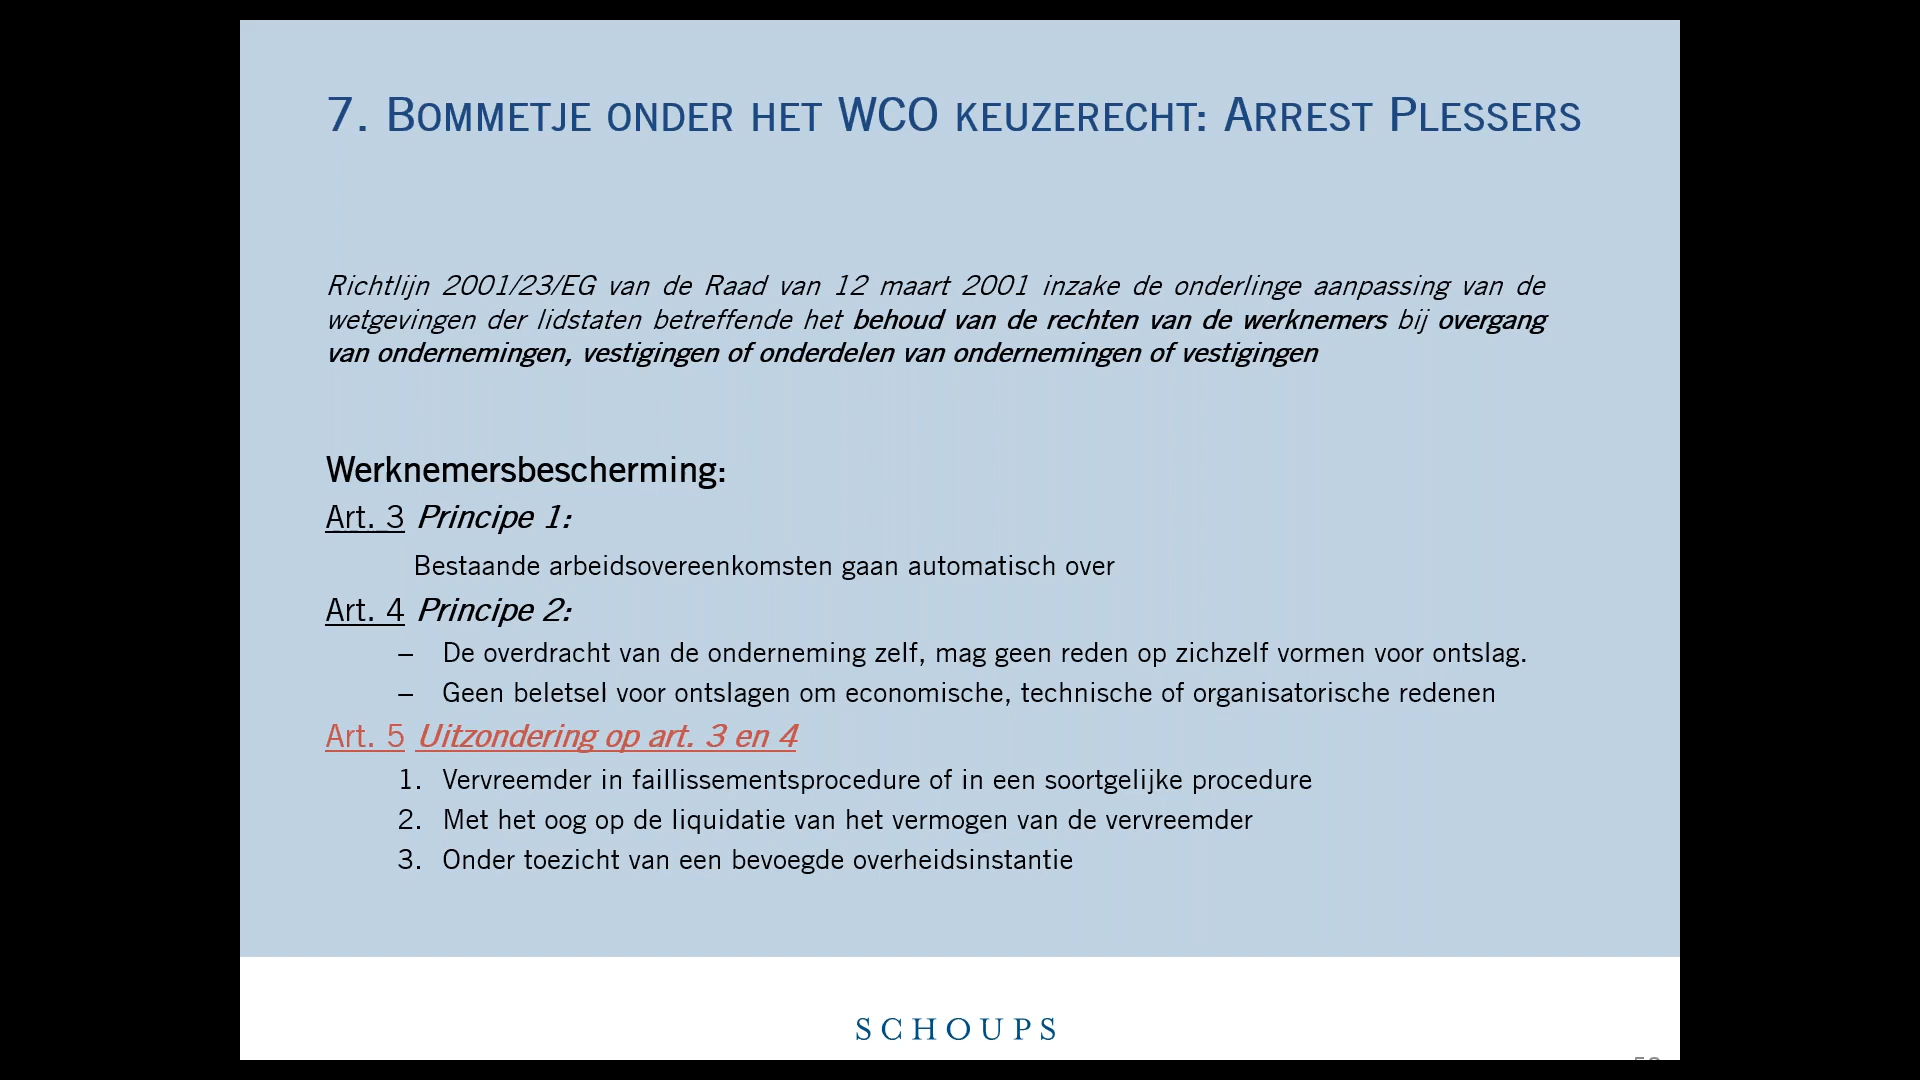 7. Bommetje onder het WCO keuzerecht: Arrest Plessers
Richtlijn 2001/23/EG van de Raad van 12 maart 2001 inzake de onderlinge aanpassing van de
wetgevingen der lidstaten betreffende het behoud van de rechten van de werknemers bij overgang
van ondernemingen, vestigingen of onderdelen van ondernemingen of vestigingen
Werknemersbescherming:
Art. 3 Principe 1:
Bestaande arbeidsovereenkomsten gaan automatisch over
Art. 4 Principe 2:
– De overdracht van de onderneming zelf, mag geen reden op zichzelf vormen voor ontslag.
– Geen beletsel voor ontslagen om economische, technische of organisatorische redenen
Art. 5 Uitzondering op art. 3 en 4
1. Vervreemder in faillissementsprocedure of in een soortgelijke procedure
2. Met het oog op de liquidatie van het vermogen van de vervreemder
3. Onder toezicht van een bevoegde overheidsinstantie
SCHOUPS